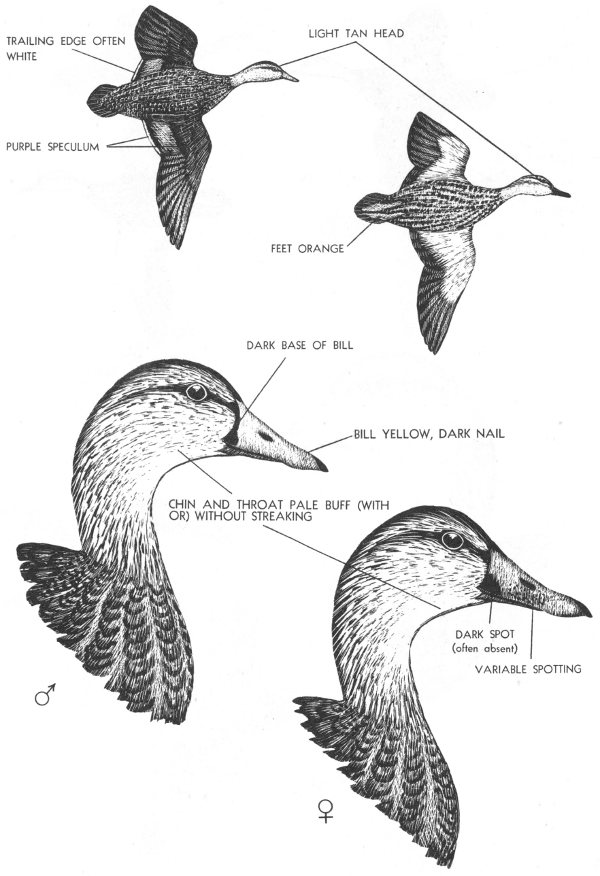 TRAILING EDGE OFTEN
WHITE
LIGHT TAN HEAD
PURPLE SPECULUM
FEET ORANGE
DARK BASE OF BILL
BILL YELLOW, DARK NAIL
CHIN AND THROAT PALE BUFF (WITH
OR) WITHOUT STREAKING
DARK SPOT
(often absent)
VARIABLE SPOTTING
♂
♀